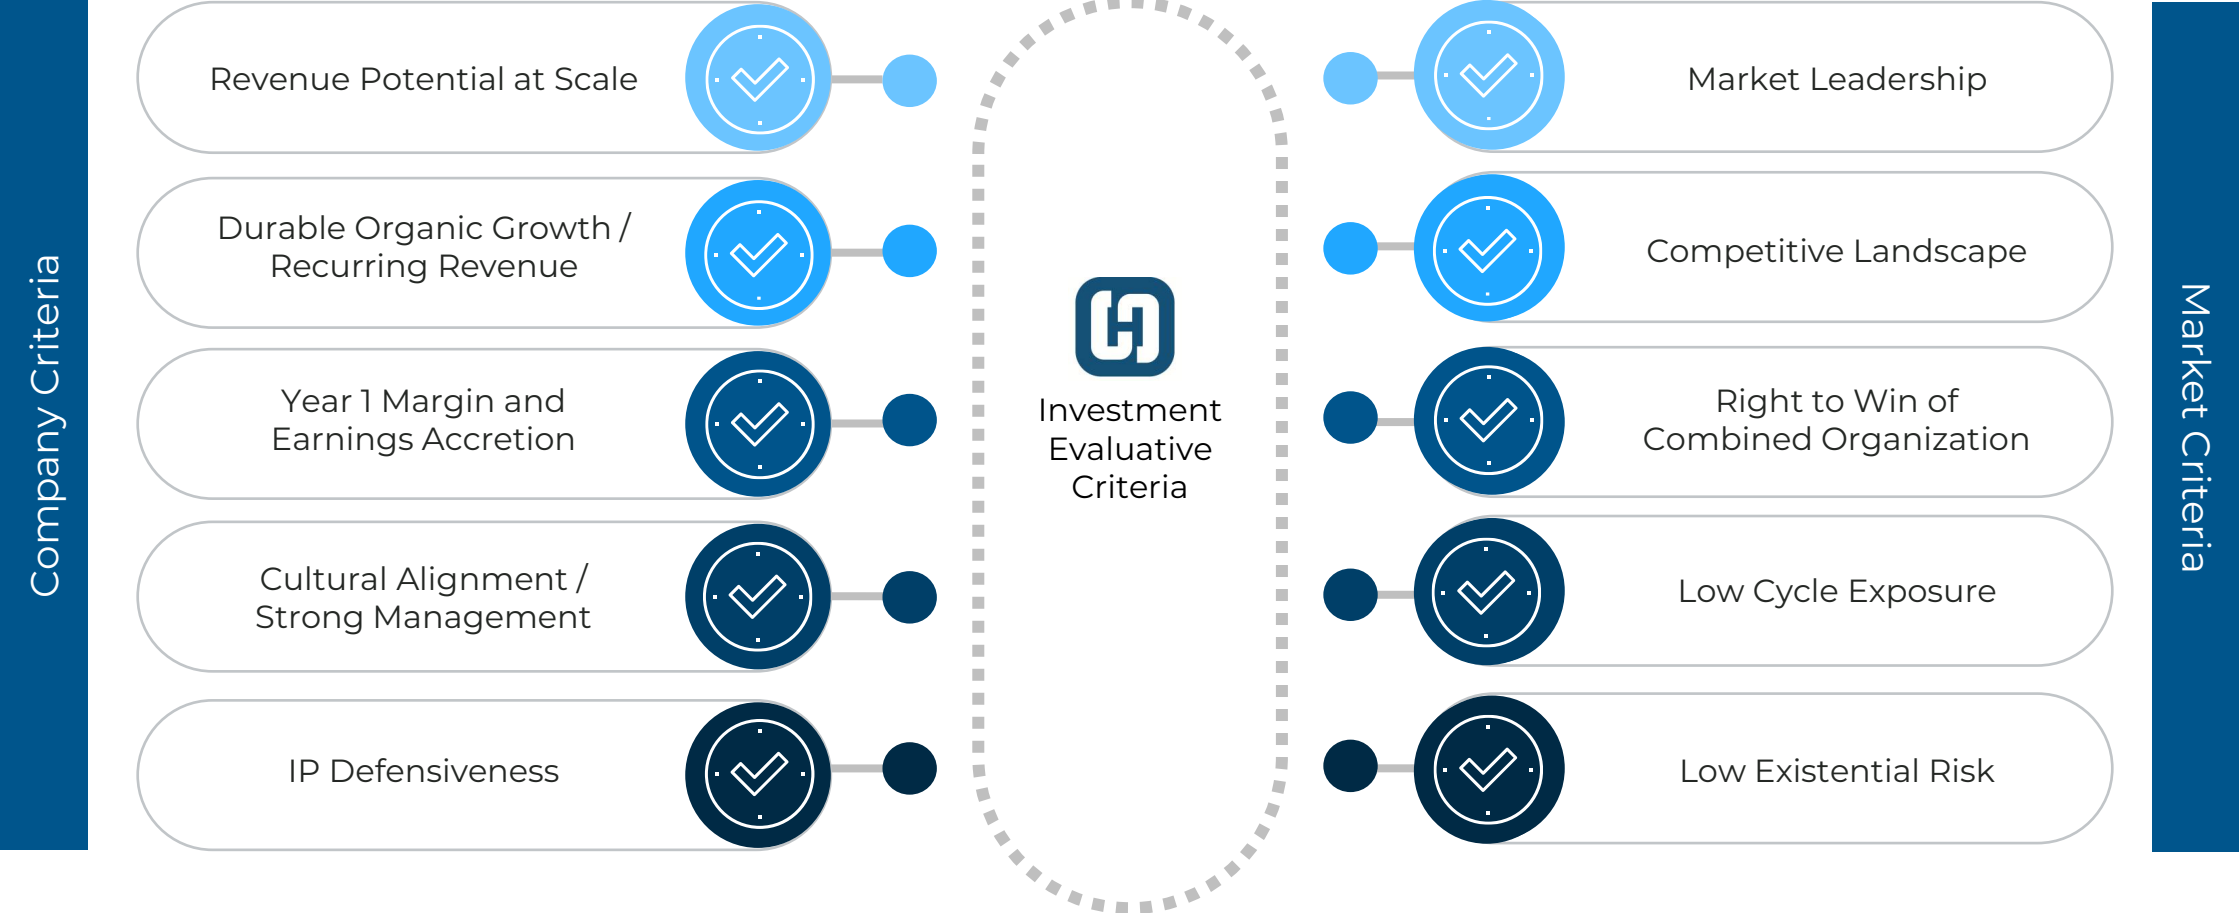 Company Criteria
Revenue Potential at Scale
Durable Organic Growth /
Recurring Revenue
Year 1 Margin and
Earnings Accretion
Cultural Alignment /
Strong Management
IP Defensiveness
H
Investment
Evaluative
Criteria
Market Leadership
Competitive Landscape
Right to Win of
Combined Organization
Low Cycle Exposure
Low Existential Risk
Market Criteria